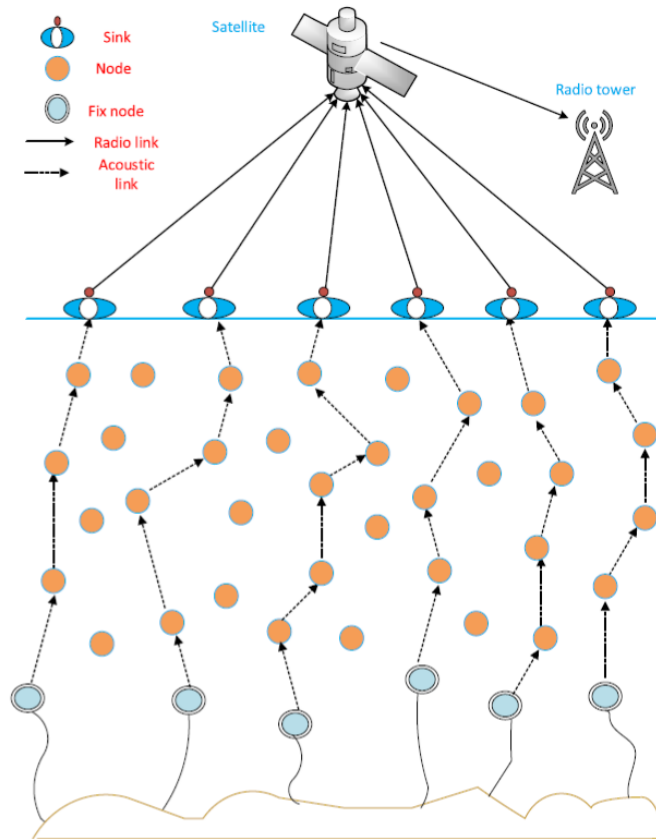 Satellite
Sink
Node
Radio tower
Fix node
Radio link
Acoustic
link